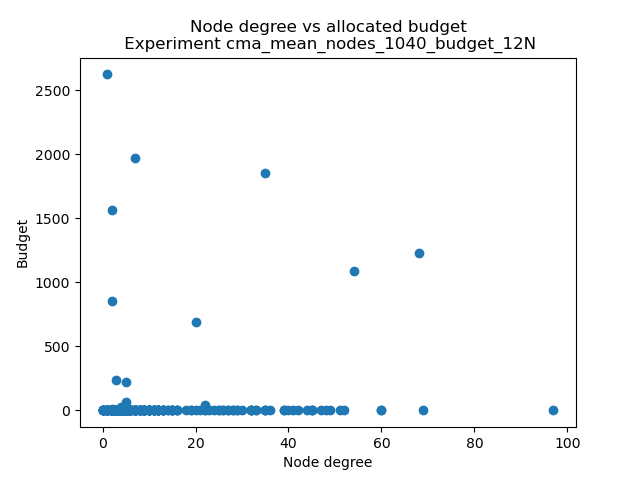 Node degree vs allocated budget
Experiment cma_mean_nodes_1040_budget_12N
2500
2000
1500
1000
500
0
Budget
0 20 40 60 80 100
Node degree